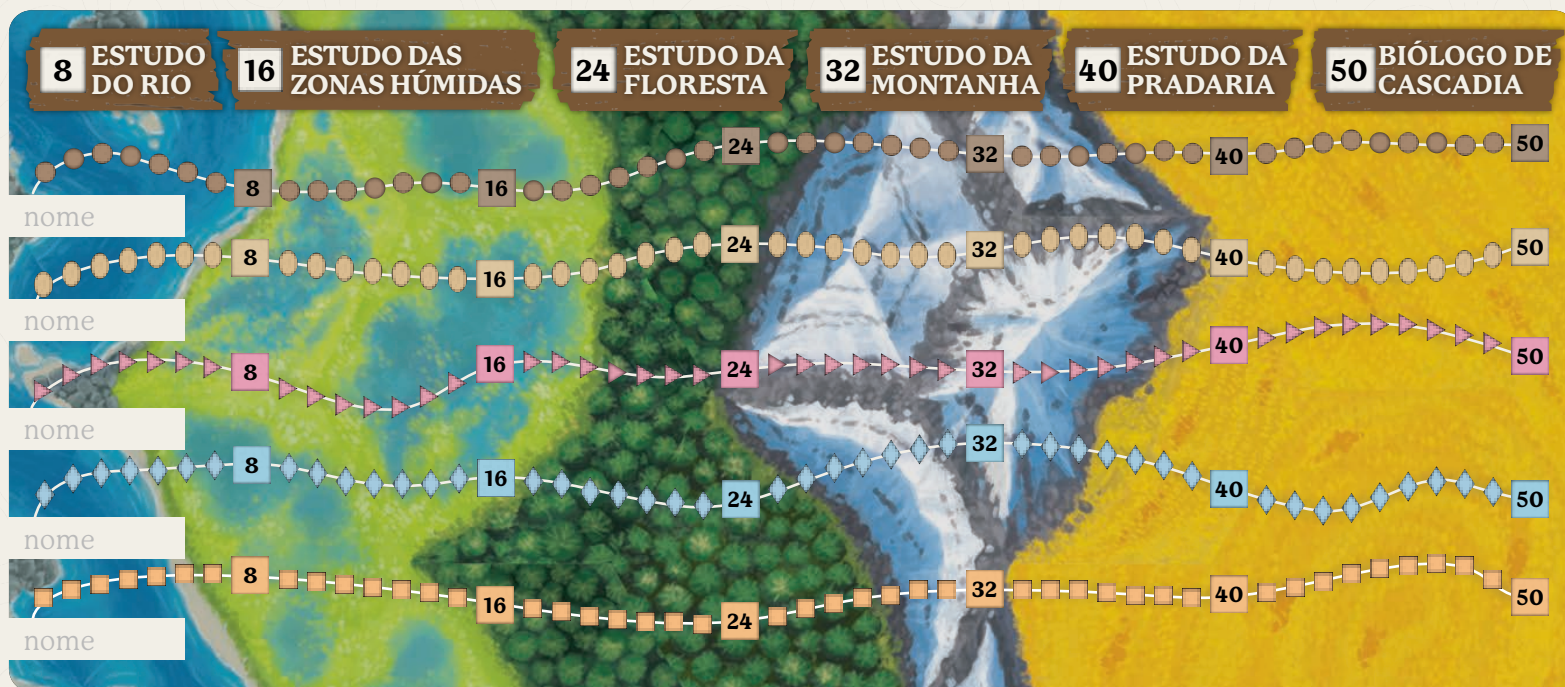 8 ESTUDO
DO RIO
16 ESTUDO DAS
ZONAS HÚMIDAS
24 ESTUDO DA
FLORESTA
32 ESTUDO DA
MONTANHA
40 ESTUDO DA
PRADARIA
50 BIÓLOGO DE
CASCADIA
8 16 24 32 40 50
nome
8 16 24 32 40 50
nome
8 16 24 32 40 50
nome
8 16 24 32 40 50
nome
8 16 24 32 40 50
nome